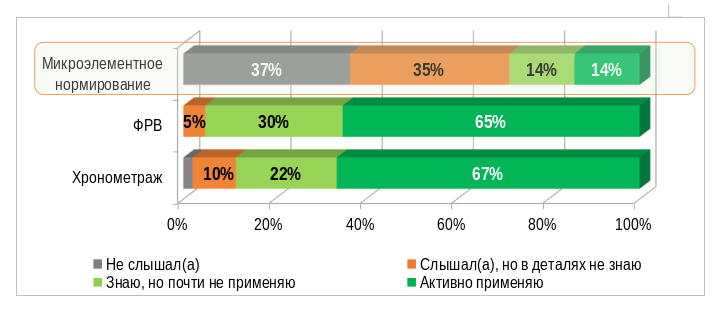 Микроэлементное
нормирование
37% 35% 14% 14%
ФРВ
5% 30% 65%
Хронометраж
10% 22% 67%
0% 20% 40% 60% 80% 100%
Не слышал(а)
Слышал(а), но в деталях не знаю
Знаю, но почти не применяю
Активно применяю